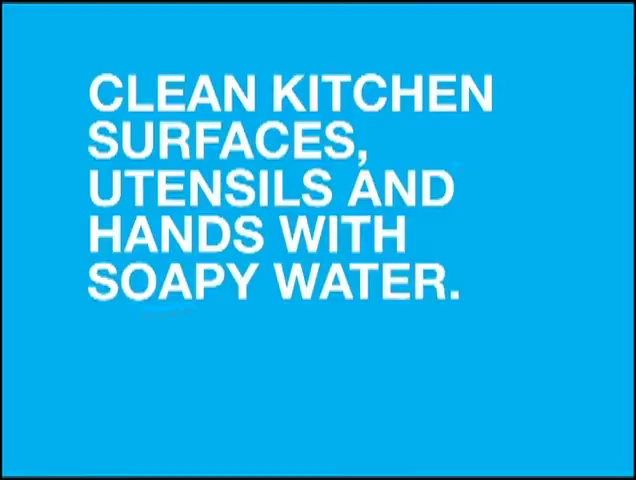 CLEAN KITCHEN
SURFACES,
UTENSILS AND
HANDS WITH
SOAPY WATER.